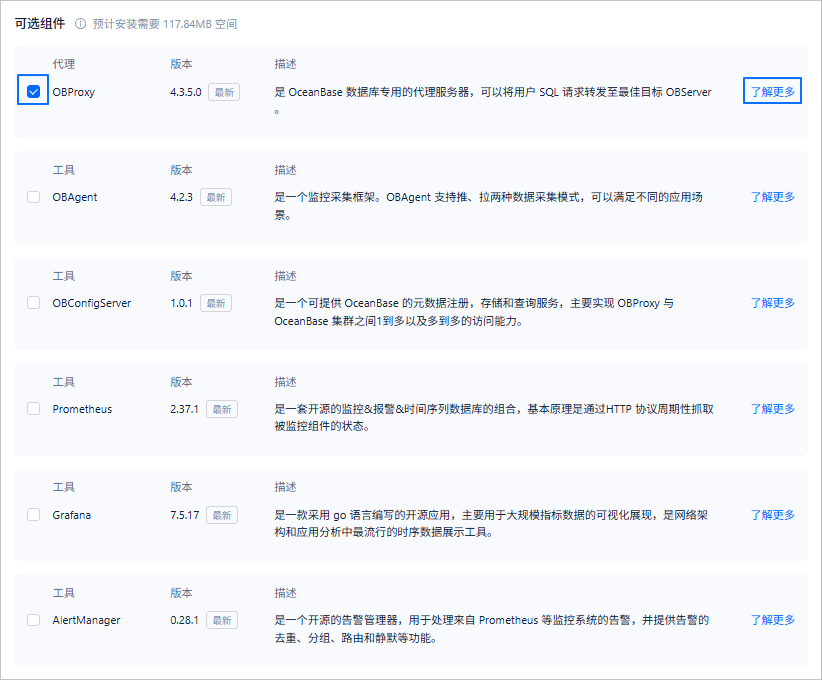 可选组件 预计安装需要 117.84MB 空间
代理 版本 描述
OBProxy 4.3.5.0 最新 是 OceanBase 数据库专用的代理服务器，可以将用户 SQL 请求转发至最佳目标 OBServer 了解更多
。
工具 版本 描述
OBAgent 4.2.3 最新 是一个监控采集框架。OBAgent 支持推、拉两种数据采集模式，可以满足不同的应用场 了解更多
景。
工具 版本 描述
OBConfigServer 1.0.1 最新 是一个可提供 OceanBase 的元数据注册，存储和查询服务，主要实现 OBProxy 与 了解更多
OceanBase 集群之间1到多以及多到多的访问能力。
工具 版本 描述
Prometheus 2.37.1 最新 是一套开源的监控&报警&时间序列数据库的组合，基本原理是通过HTTP 协议周期性抓取 了解更多
被监控组件的状态。
工具 版本 描述
Grafana 7.5.17 最新 是一款采用 go 语言编写的开源应用，主要用于大规模指标数据的可视化展现，是网络架 了解更多
构和应用分析中最流行的时序数据展示工具。
工具 版本 描述
AlertManager 0.28.1 最新 是一个开源的告警管理器，用于处理来自 Prometheus 等监控系统的告警，并提供告警的 了解更多
去重、分组、路由和静默等功能。